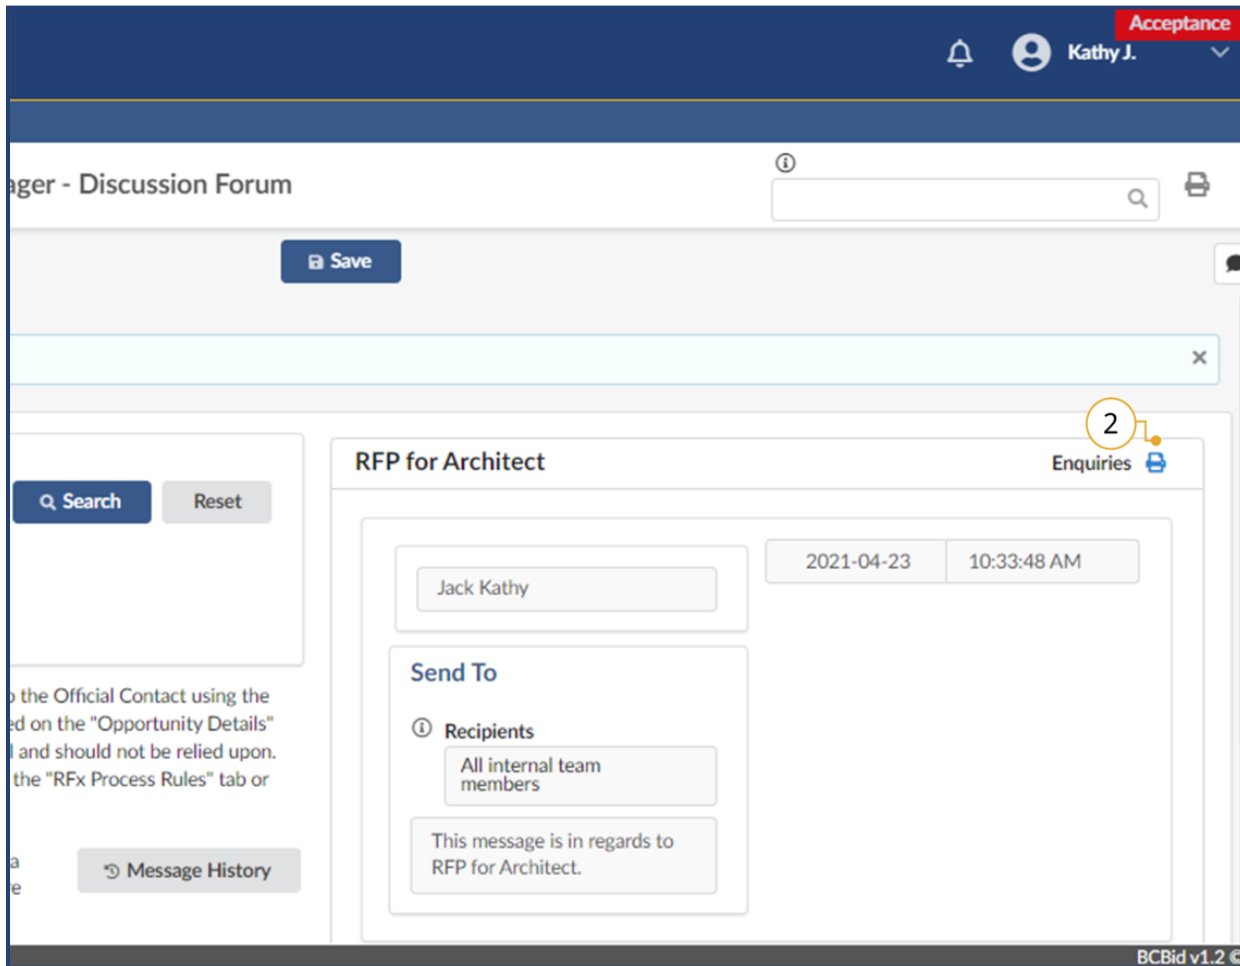 Acceptance
Kathy J.
ager - Discussion Forum
Save
2
RFP for Architect
Enquiries
Search
Reset
2021-04-23
10:33:48 AM
Jack Kathy
Send To
o the Official Contact using the
ed on the "Opportunity Details"
l and should not be relied upon.
the "RFx Process Rules" tab or
Recipients
All internal team
members
This message is in regards to
RFP for Architect.
a
re
Message History
BCBid v1.2 ©